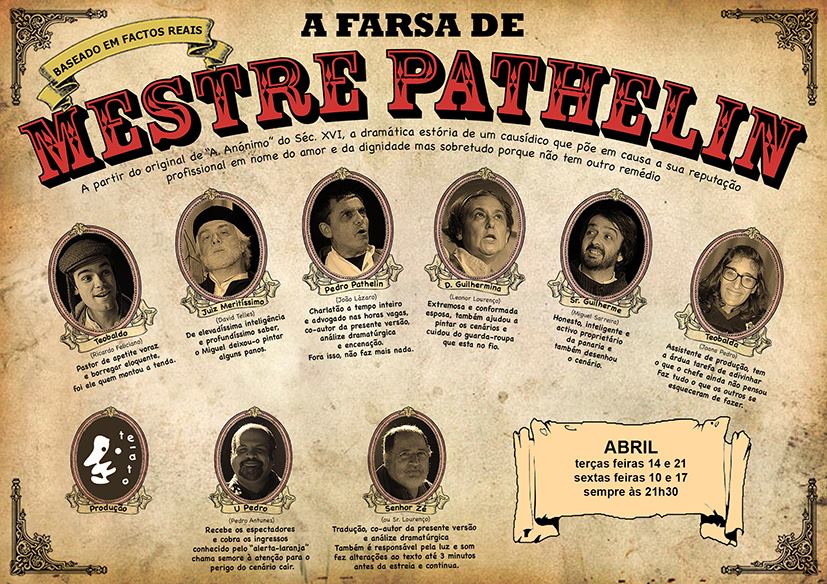 A FARSA DE
BASEADO EM FACTOS REAIS
MESTRE PATHELIN
A partir do original de "A. Anónimo" do Séc. XVI, a dramática estória de um causídico que põe em causa a sua reputação
profissional em nome do amor e da dignidade mas sobretudo porque não tem outro remédio
Teobaldo
(Ricardo Feliciano)
Pastor de apetite voraz
e borregar eloquente,
foi ele quem montou a tenda.
Juiz Meritíssimo
(David Telles)
De elevadíssima inteligência
e profundíssimo saber,
o Miguel deixou-o pintar
alguns panos.
Pedro Pathelin
(João Lázaro)
Charlatão a tempo inteiro
e advogado nas horas vagas,
co-autor da presente versão,
análise dramatúrgica
e encenação.
Fora isso, não faz mais nada.
D. Guilhermina
(Leonor Lourenço)
Extremosa e conformada
esposa, também ajudou a
pintar os cenários e
cuidou do guarda-roupa
que esta no fio.
Sr. Guilherme
(Miguel Sarreira)
Honesto, inteligente e
activo proprietário
da panaria e
também desenhou
o cenário.
Teobalda
(Joana Pedro)
Assistente de produção, tem
a árdua tarefa de adivinhar
o que o chefe ainda não pensou
Faz tudo o que os outros se
esqueceram de fazer.
te-ato
Produção
U Pedro
(Pedro Antunes)
Recebe os espectadores
e cobra os ingressos
conhecido pelo "alerta-laranja"
chama sempre à atenção para o
perigo do cenário cair.
Senhor Zé
(ou Sr. Lourenço)
Tradução, co-autor da presente versão
e análize dramatúrgica
Também é responsável pela luz e som
fez alterações ao texto até 3 minutos
antes da estreia e continua.
ABRIL
terças feiras 14 e 21
sextas feiras 10 e 17
sempre às 21h30